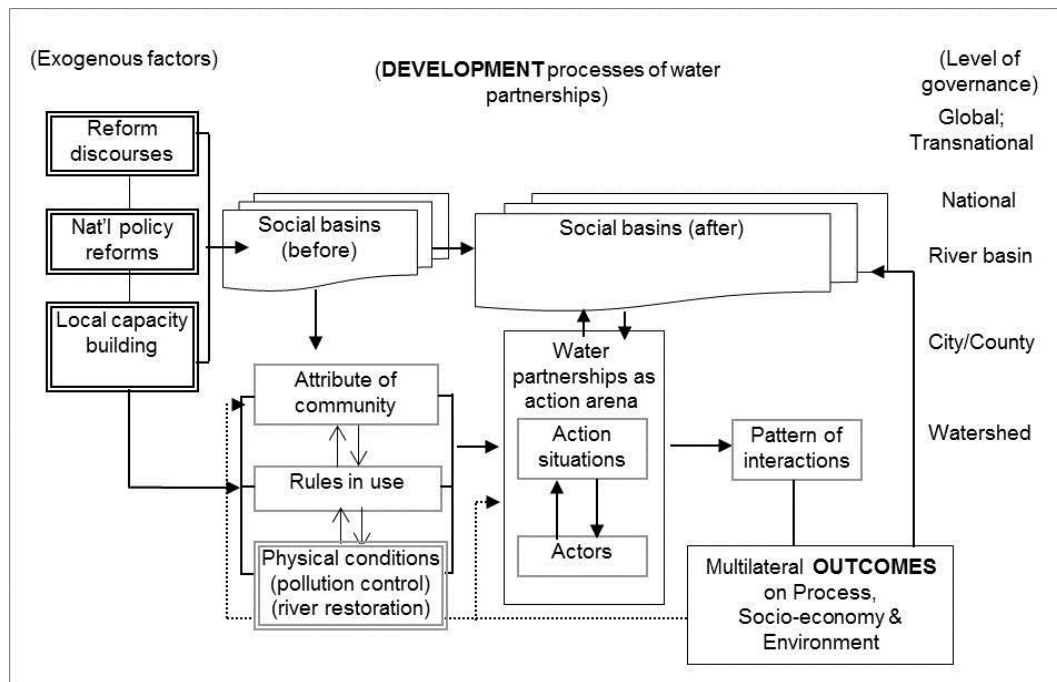 (Exogenous factors)
(DEVELOPMENT processes of water
partnerships)
(Level of
governance)
Global;
Transnational
National
River basin
City/County
Watershed
Reform
discourses
Nat'l policy
reforms
Local capacity
building
Social basins
(before)
Social basins (after)
Attribute of
community
Rules in use
Physical conditions
(pollution control)
(river restoration)
Water
partnerships as
action arena
Action
situations
Actors
Pattern of
interactions
Multilateral OUTCOMES
on Process,
Socio-economy &
Environment